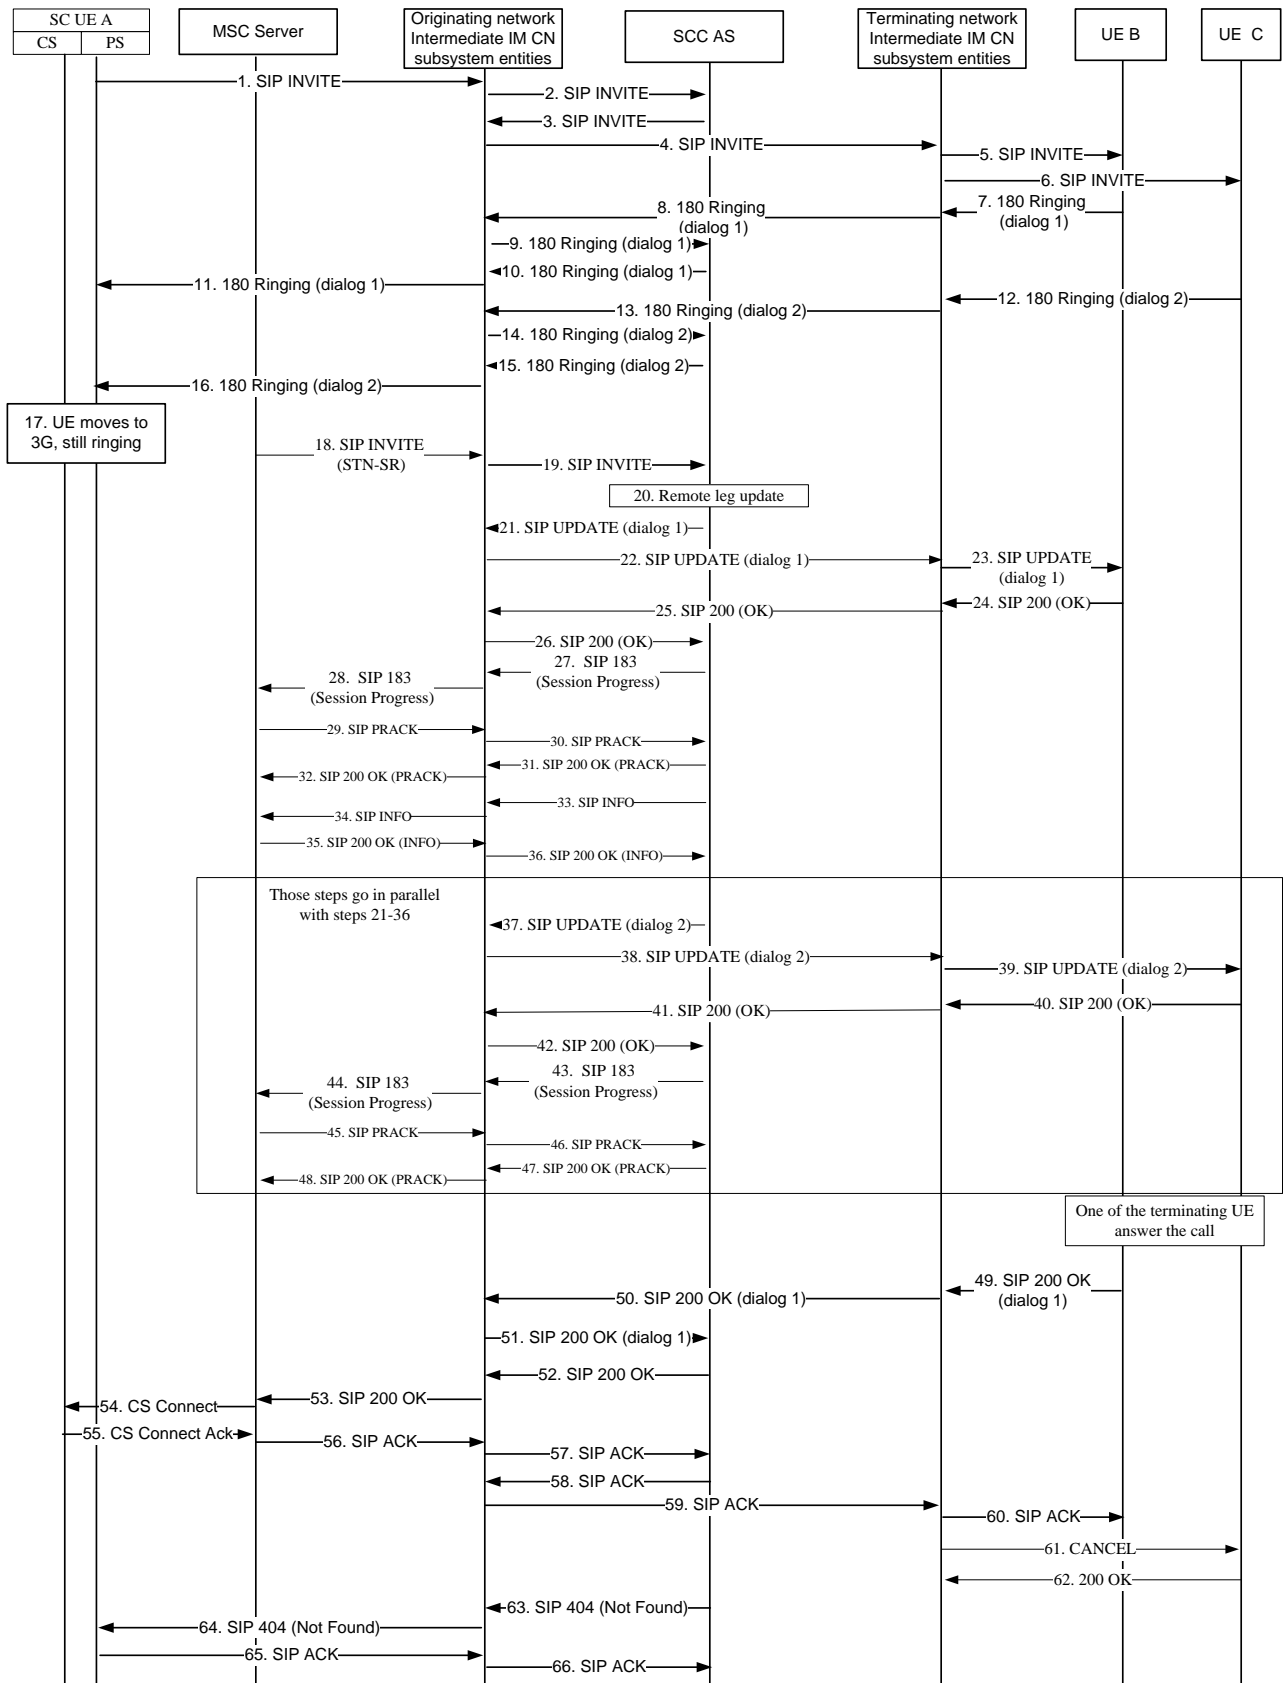 SC UE A
CS
PS
MSC Server
Originating network
Intermediate IM CN
subsystem entities
SCC AS
Terminating network
Intermediate IM CN
subsystem entities
UE B
UE C
1. SIP INVITE
2. SIP INVITE
3. SIP INVITE
4. SIP INVITE
5. SIP INVITE
6. SIP INVITE
7. 180 Ringing
(dialog 1)
8. 180 Ringing
(dialog 1)
9. 180 Ringing (dialog 1)
10. 180 Ringing (dialog 1)
11. 180 Ringing (dialog 1)
12. 180 Ringing (dialog 2)
13. 180 Ringing (dialog 2)
14. 180 Ringing (dialog 2)
15. 180 Ringing (dialog 2)
16. 180 Ringing (dialog 2)
17. UE moves to
3G, still ringing
18. SIP INVITE
(STN-SR)
19. SIP INVITE
20. Remote leg update
21. SIP UPDATE (dialog 1)
22. SIP UPDATE (dialog 1)
23. SIP UPDATE
(dialog 1)
24. SIP 200 (OK)
25. SIP 200 (OK)
26. SIP 200 (OK)
27. SIP 183
(Session Progress)
28. SIP 183
(Session Progress)
29. SIP PRACK
30. SIP PRACK
31. SIP 200 OK (PRACK)
32. SIP 200 OK (PRACK)
33. SIP INFO
34. SIP INFO
35. SIP 200 OK (INFO)
36. SIP 200 OK (INFO)
Those steps go in parallel
with steps 21-36
37. SIP UPDATE (dialog 2)
38. SIP UPDATE (dialog 2)
39. SIP UPDATE (dialog 2)
40. SIP 200 (OK)
41. SIP 200 (OK)
42. SIP 200 (OK)
43. SIP 183
(Session Progress)
44. SIP 183
(Session Progress)
45. SIP PRACK
46. SIP PRACK
47. SIP 200 OK (PRACK)
48. SIP 200 OK (PRACK)
One of the terminating UE
answer the call
49. SIP 200 OK
(dialog 1)
50. SIP 200 OK (dialog 1)
51. SIP 200 OK (dialog 1)
52. SIP 200 OK
53. SIP 200 OK
54. CS Connect
55. CS Connect Ack
56. SIP ACK
57. SIP ACK
58. SIP ACK
59. SIP ACK
60. SIP ACK
61. CANCEL
62. 200 OK
63. SIP 404 (Not Found)
64. SIP 404 (Not Found)
65. SIP ACK
66. SIP ACK